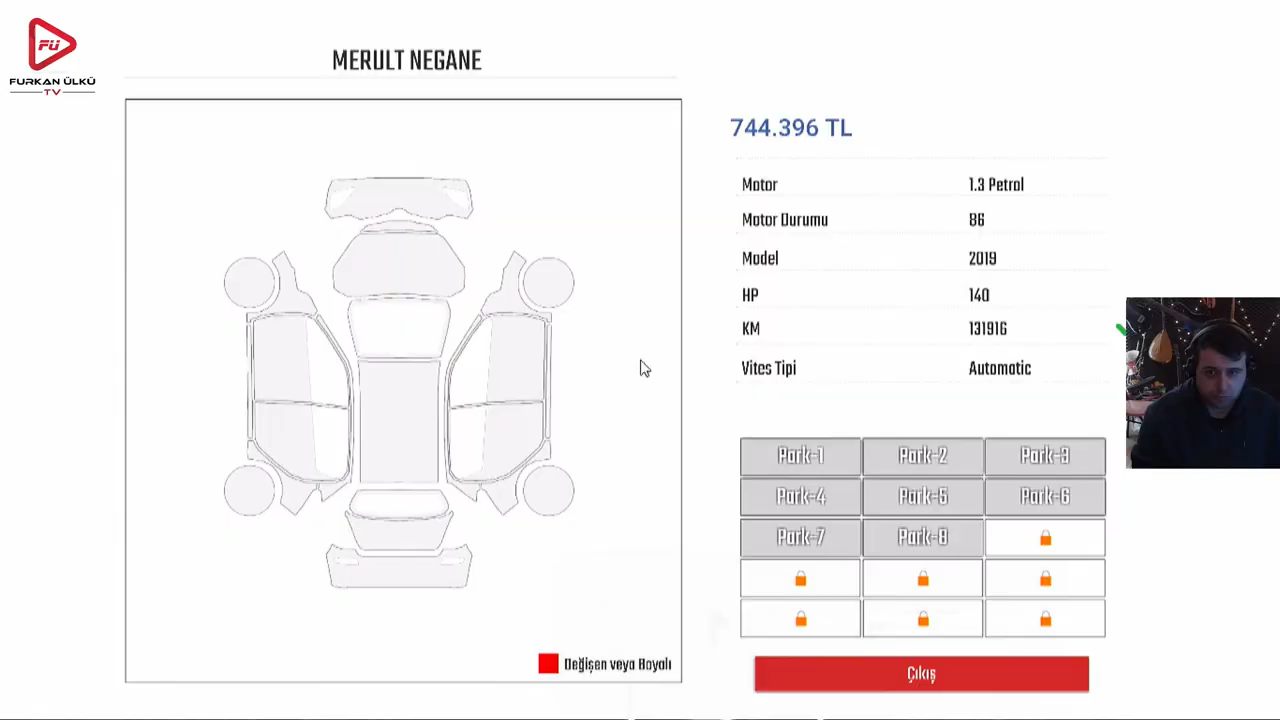 FU
FURKAN ÜLKÜ
TV
MERULT NEGANE
744.396 TL
Motor 1.3 Petrol
Motor Durumu 86
Model 2019
HP 140
KM 131916
Vites Tipi Automatic
Park-1 Park-2 Park-3
Park-4 Park-5 Park-6
Park-7 Park-8
Değişen veya Boyalı
Çıkış